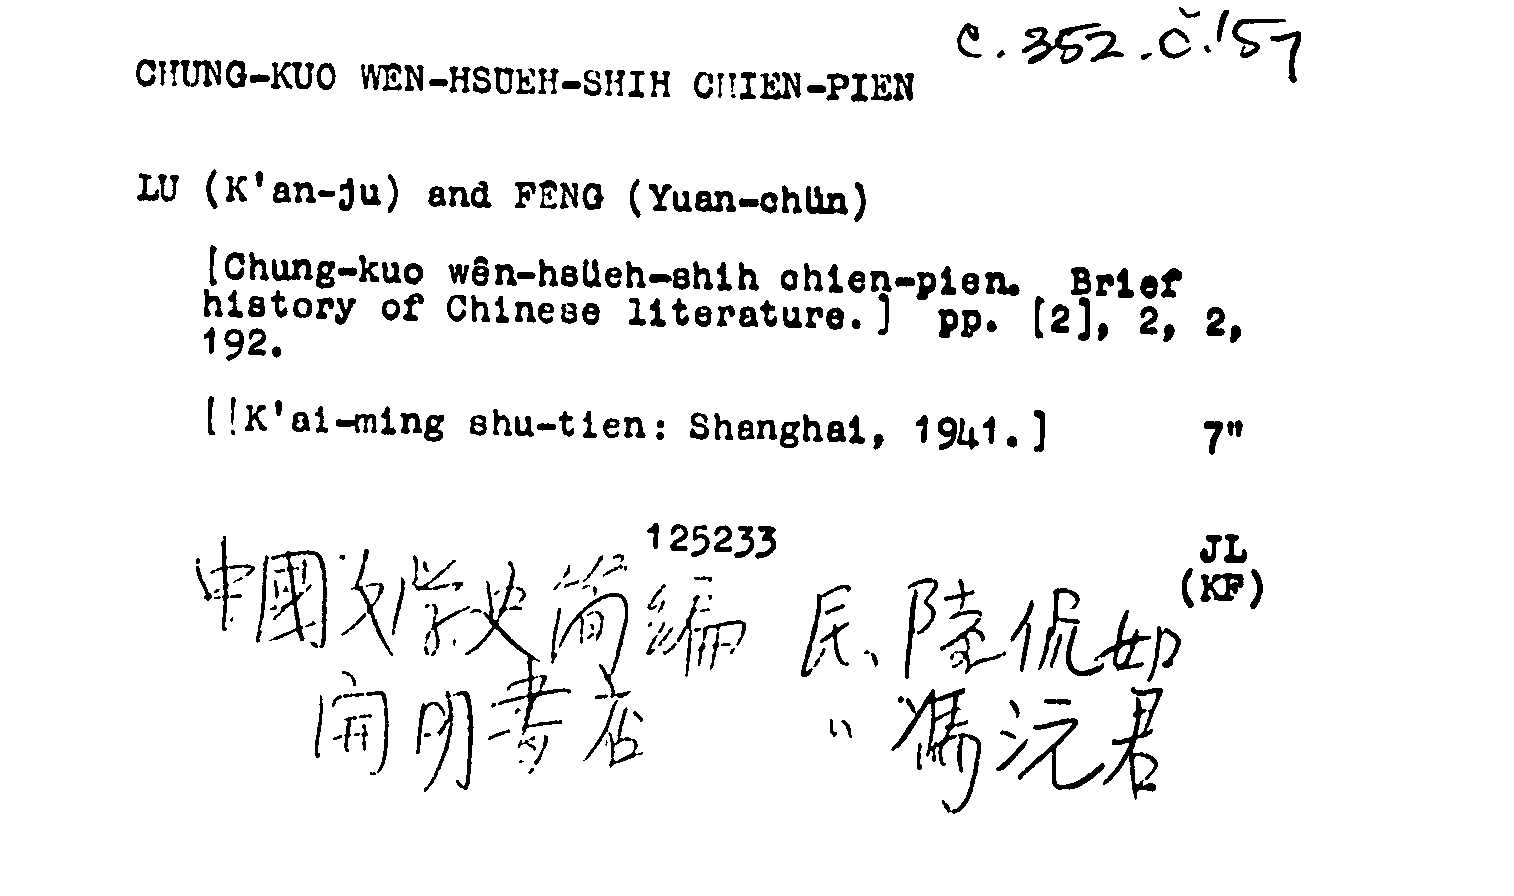 c. 352. č. 157
CHUNG-KUO WEN-HSUEH-SHIH CHIEN-PIEN
LU (K'an-ju) and FÊNG (Yuan-chün)
[Chung-kuo wên-hsüeh-shih chien-pien. Brief
history of Chinese literature.] pp. [2], 2, 2,
192.
[!K'ai-ming shu-tien: Shanghai, 1941.] 7"
125233
JL
(KF)
中國文学史简編 民、陸侃如
開明書店 〃 馮沅君